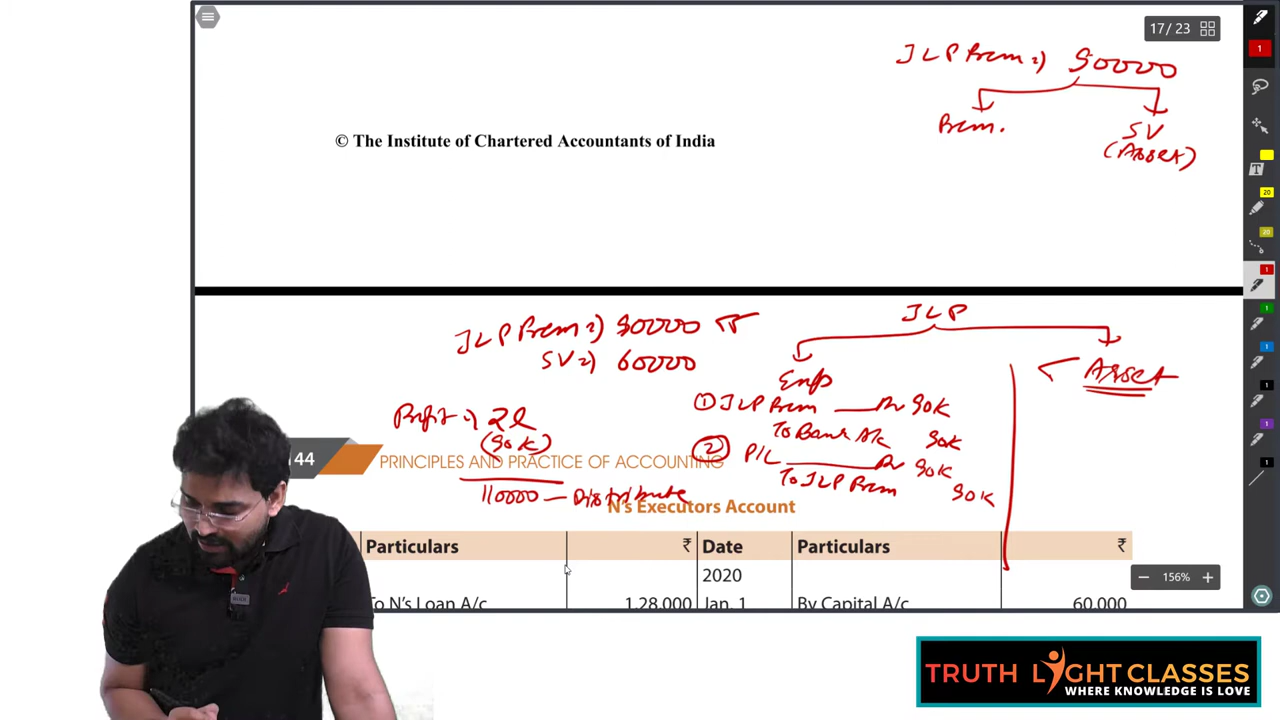 17 / 23
JLP Prem =) 90000
Prem.
SV
(Asset)
© The Institute of Chartered Accountants of India
JLP
JLP Prem =) 90000
SV =) 60000
Exp
Asset
① JLP Prem — Dr 90K
To Bank A/c 90K
② P/L — Dr 90K
To JLP Prem 90K
Profit =) 2L
(90K)
110000 — Distribute
44
PRINCIPLES AND PRACTICE OF ACCOUNTING
N's Executors Account
Particulars ₹ Date Particulars ₹
2020
To N's Loan A/c 1,28,000 Jan. 1 By Capital A/c 60,000
156%
TRUTH LIGHT CLASSES
WHERE KNOWLEDGE IS LOVE